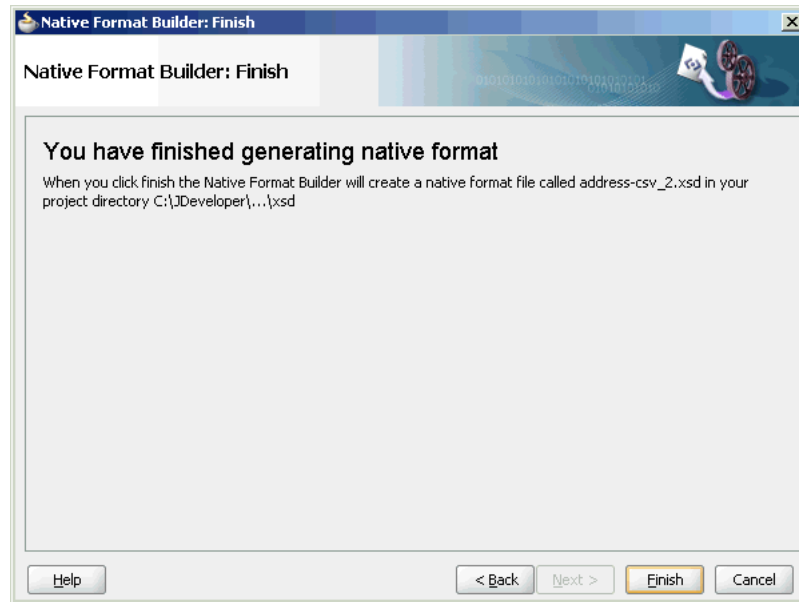 Native Format Builder: Finish
Native Format Builder: Finish
You have finished generating native format
When you click finish the Native Format Builder will create a native format file called address-csv_2.xsd in your
project directory C:\JDeveloper\...\xsd
Help
< Back
Next >
Finish
Cancel